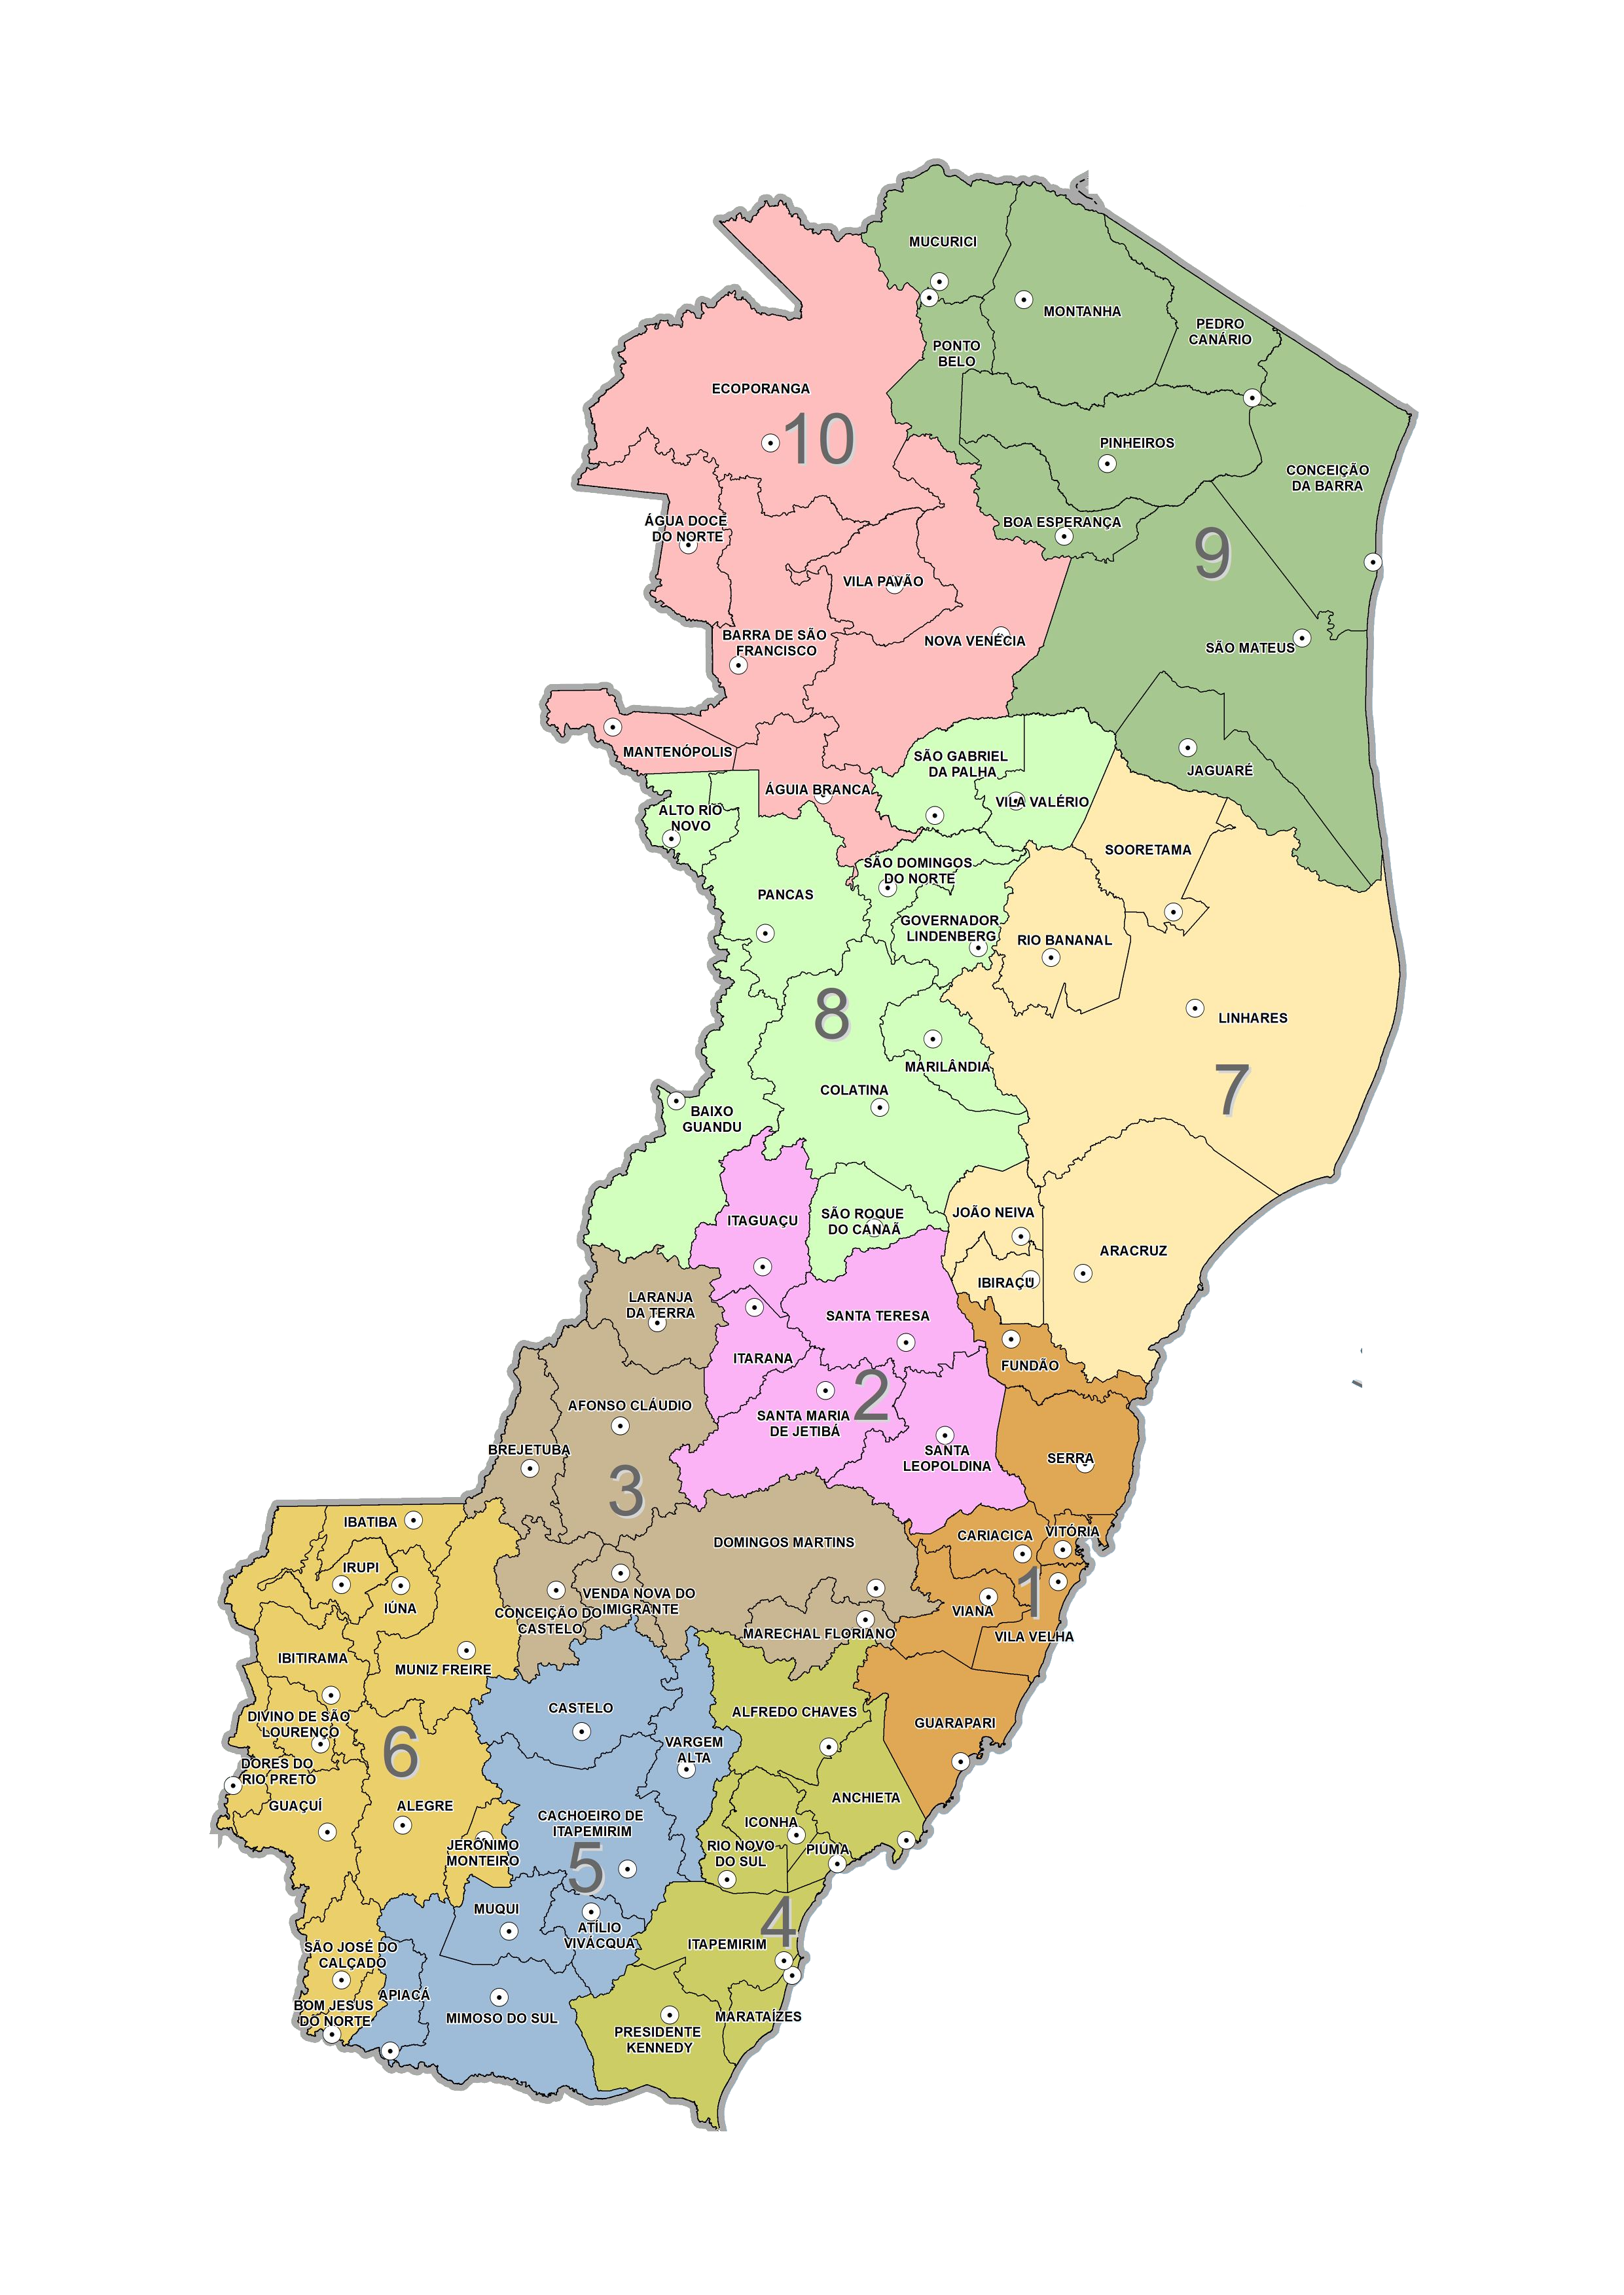 MUCURICI
MONTANHA
PEDRO
CANÁRIO
PONTO
BELO
ECOPORANGA
10
PINHEIROS
CONCEIÇÃO
DA BARRA
ÁGUA DOCE
DO NORTE
BOA ESPERANÇA
9
VILA PAVÃO
BARRA DE SÃO
FRANCISCO
NOVA VENÉCIA
SÃO MATEUS
MANTENÓPOLIS
SÃO GABRIEL
DA PALHA
JAGUARÉ
ÁGUIA BRANCA
VILA VALÉRIO
ALTO RIO
NOVO
SOORETAMA
SÃO DOMINGOS
DO NORTE
PANCAS
GOVERNADOR
LINDENBERG
RIO BANANAL
8
LINHARES
MARILÂNDIA
7
COLATINA
BAIXO
GUANDU
ITAGUAÇU
SÃO ROQUE
DO CANAÃ
JOÃO NEIVA
ARACRUZ
IBIRAÇU
LARANJA
DA TERRA
SANTA TERESA
ITARANA
FUNDÃO
2
AFONSO CLÁUDIO
SANTA MARIA
DE JETIBÁ
BREJETUBA
SANTA
LEOPOLDINA
SERRA
3
IBATIBA
DOMINGOS MARTINS
CARIACICA
VITÓRIA
IRUPI
IÚNA
VENDA NOVA DO
IMIGRANTE
1
CONCEIÇÃO DO
CASTELO
VIANA
MARECHAL FLORIANO
VILA VELHA
IBITIRAMA
MUNIZ FREIRE
CASTELO
ALFREDO CHAVES
DIVINO DE SÃO
LOURENÇO
GUARAPARI
6
VARGEM
ALTA
DORES DO
RIO PRETO
ANCHIETA
GUAÇUÍ
ALEGRE
CACHOEIRO DE
ITAPEMIRIM
ICONHA
JERÔNIMO
MONTEIRO
RIO NOVO
DO SUL
PIÚMA
5
MUQUI
4
ATÍLIO
VIVÁCQUA
SÃO JOSÉ DO
CALÇADO
ITAPEMIRIM
APIACÁ
BOM JESUS
DO NORTE
MIMOSO DO SUL
MARATAÍZES
PRESIDENTE
KENNEDY